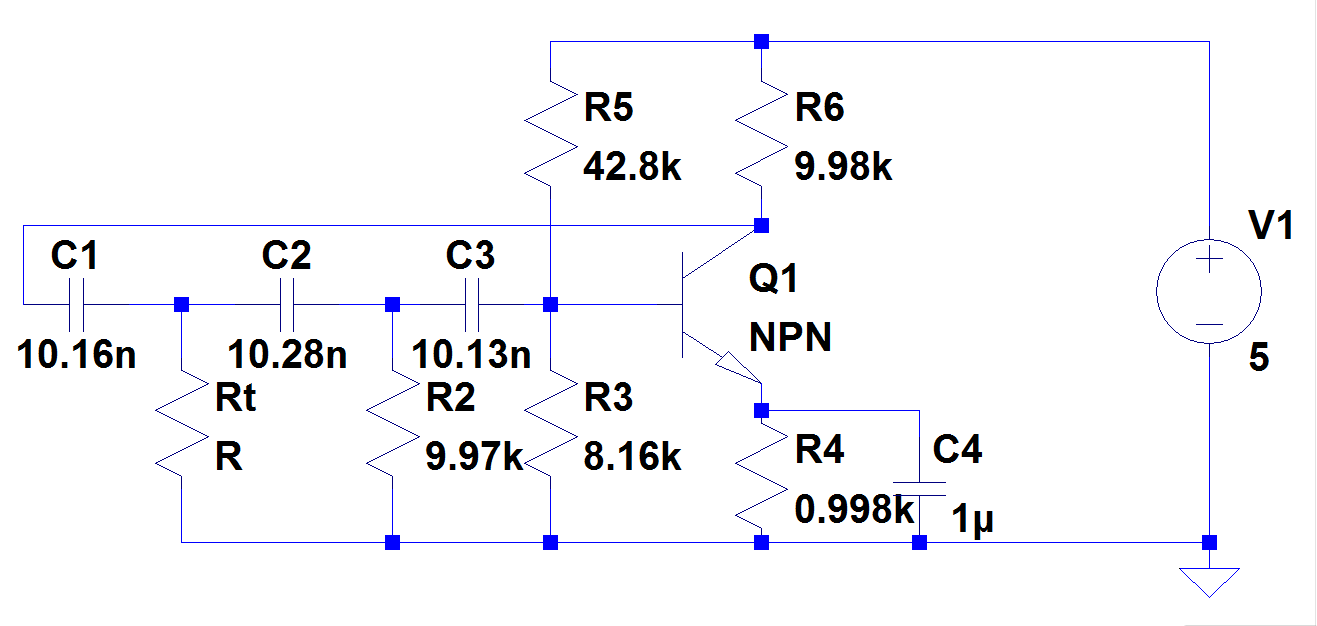 R5
42.8k
R6
9.98k
V1
5
C1
10.16n
C2
10.28n
C3
10.13n
Q1
NPN
Rt
R
R2
9.97k
R3
8.16k
R4
0.998k
C4
1µ